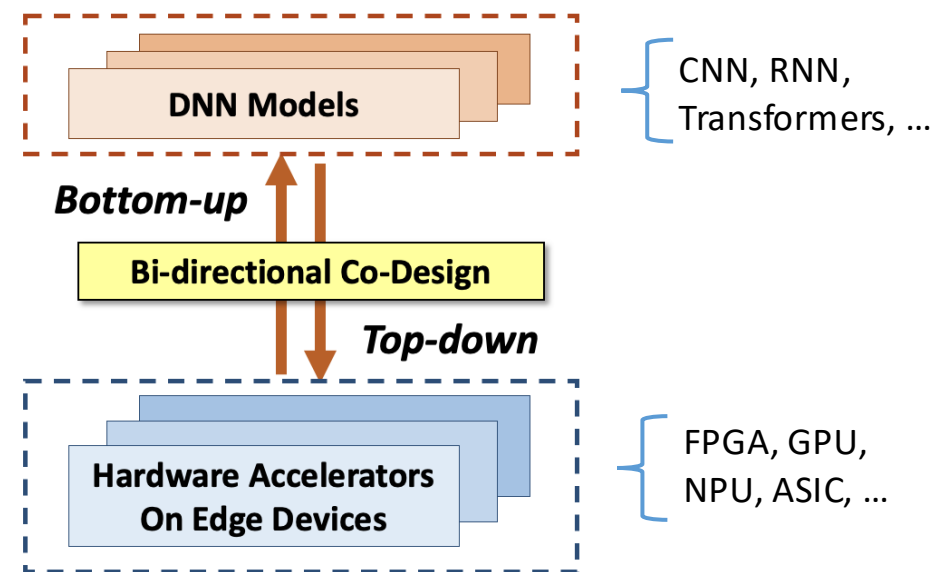 DNN Models
CNN, RNN,
Transformers, …
Bottom-up
Bi-directional Co-Design
Top-down
Hardware Accelerators
On Edge Devices
FPGA, GPU,
NPU, ASIC, …